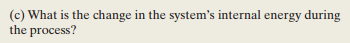 (c) What is the change in the system's internal energy during
the process?